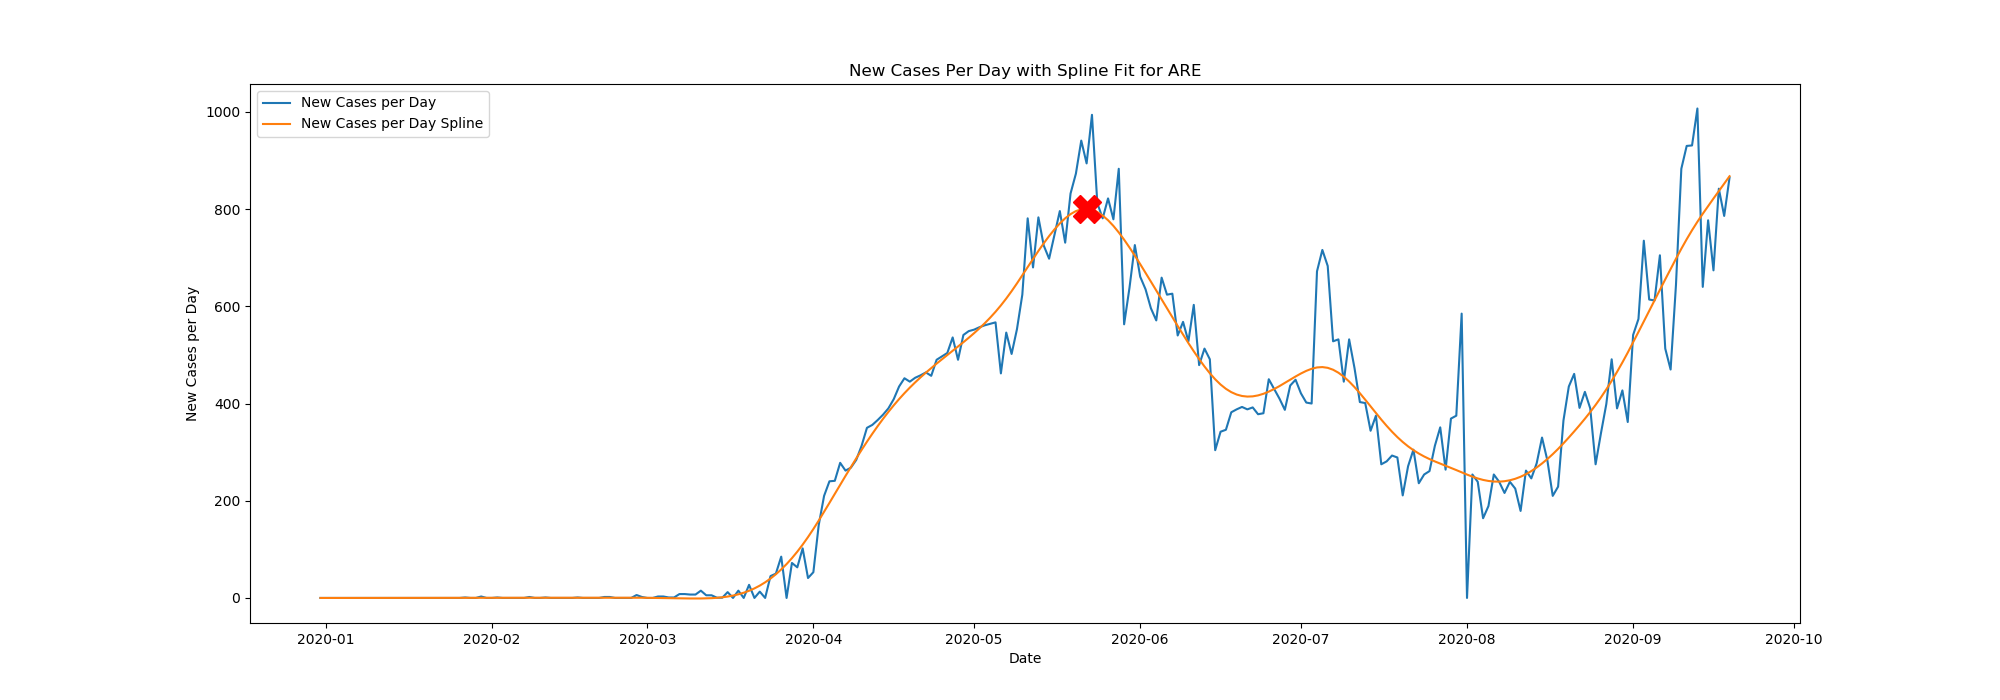 New Cases Per Day with Spline Fit for ARE
New Cases per Day
New Cases per Day Spline
1000
800
600
400
200
0
New Cases per Day
2020-01 2020-02 2020-03 2020-04 2020-05 2020-06 2020-07 2020-08 2020-09 2020-10
Date